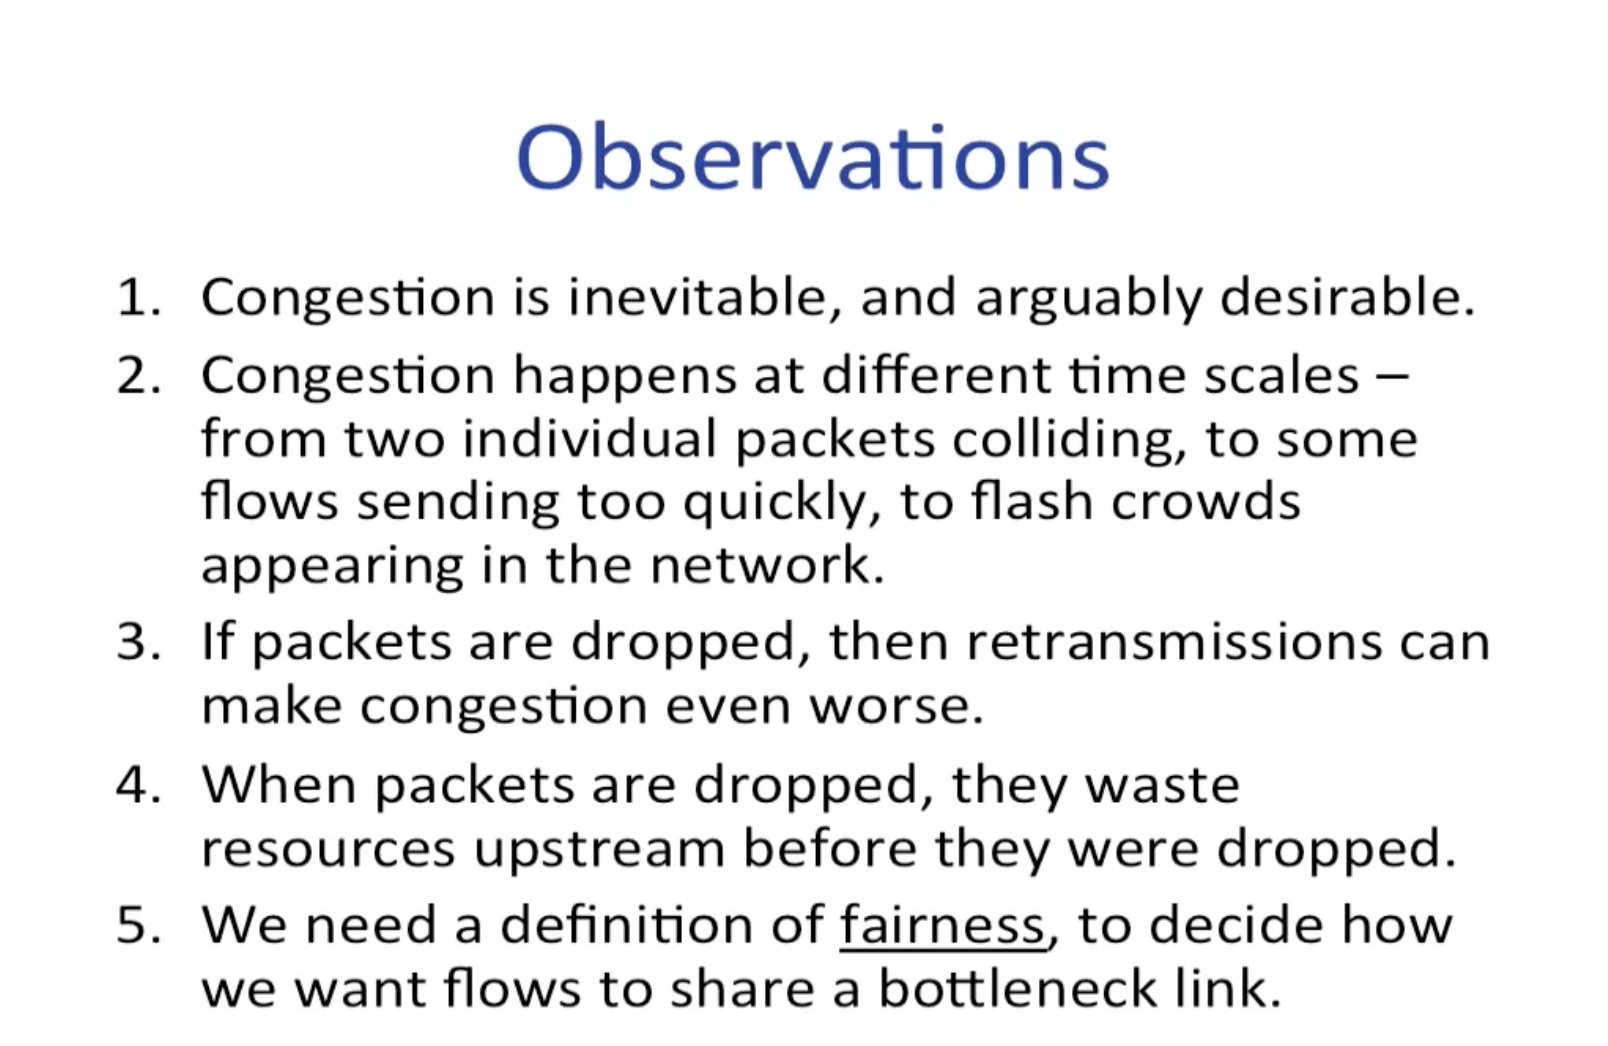 Observations
1. Congestion is inevitable, and arguably desirable.
2. Congestion happens at different time scales –
from two individual packets colliding, to some
flows sending too quickly, to flash crowds
appearing in the network.
3. If packets are dropped, then retransmissions can
make congestion even worse.
4. When packets are dropped, they waste
resources upstream before they were dropped.
5. We need a definition of fairness, to decide how
we want flows to share a bottleneck link.